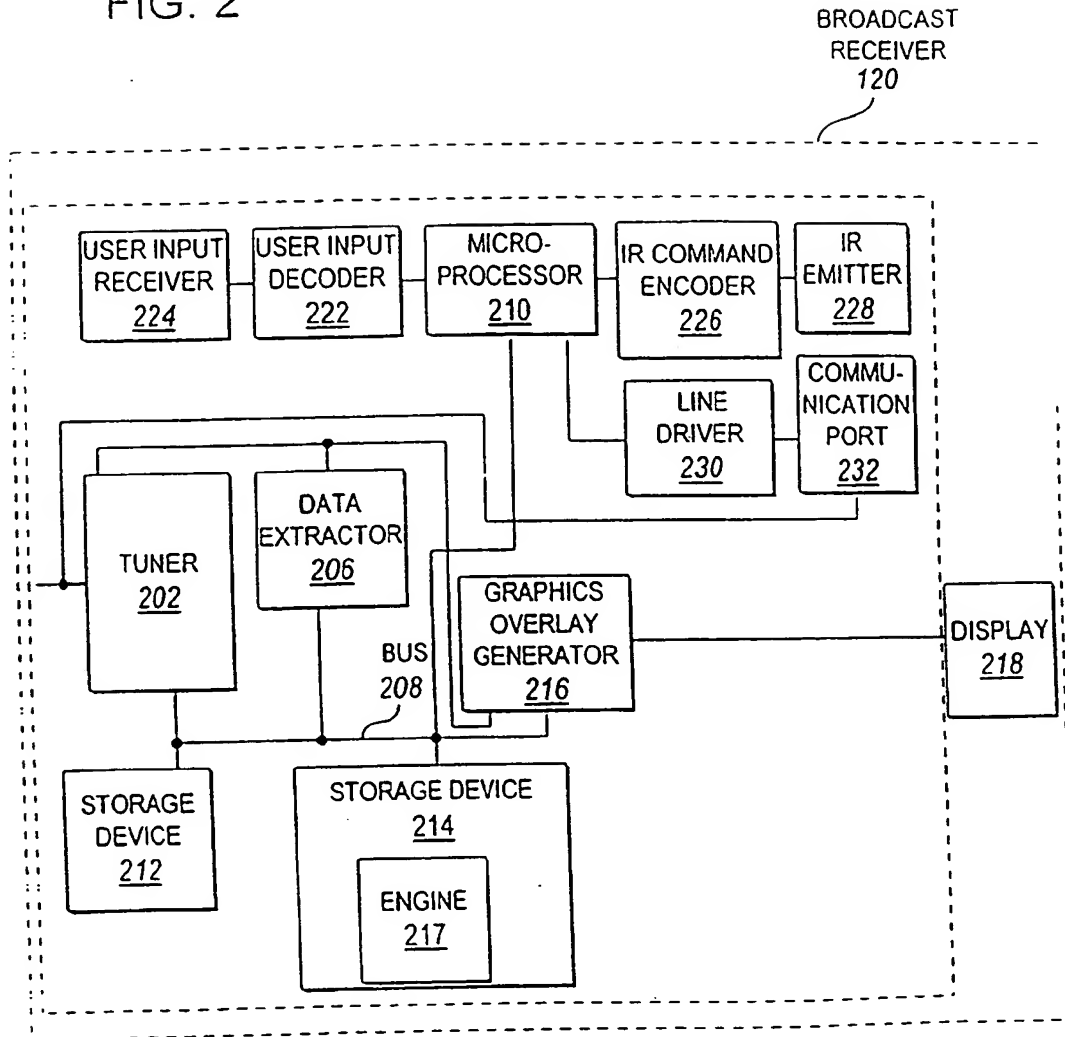 FIG. 2
BROADCAST
RECEIVER
120
USER INPUT
RECEIVER
224
USER INPUT
DECODER
222
MICRO-
PROCESSOR
210
IR COMMAND
ENCODER
226
IR
EMITTER
228
LINE
DRIVER
230
COMMU-
NICATION
PORT
232
TUNER
202
DATA
EXTRACTOR
206
GRAPHICS
OVERLAY
GENERATOR
216
DISPLAY
218
BUS
208
STORAGE
DEVICE
212
STORAGE DEVICE
214
ENGINE
217